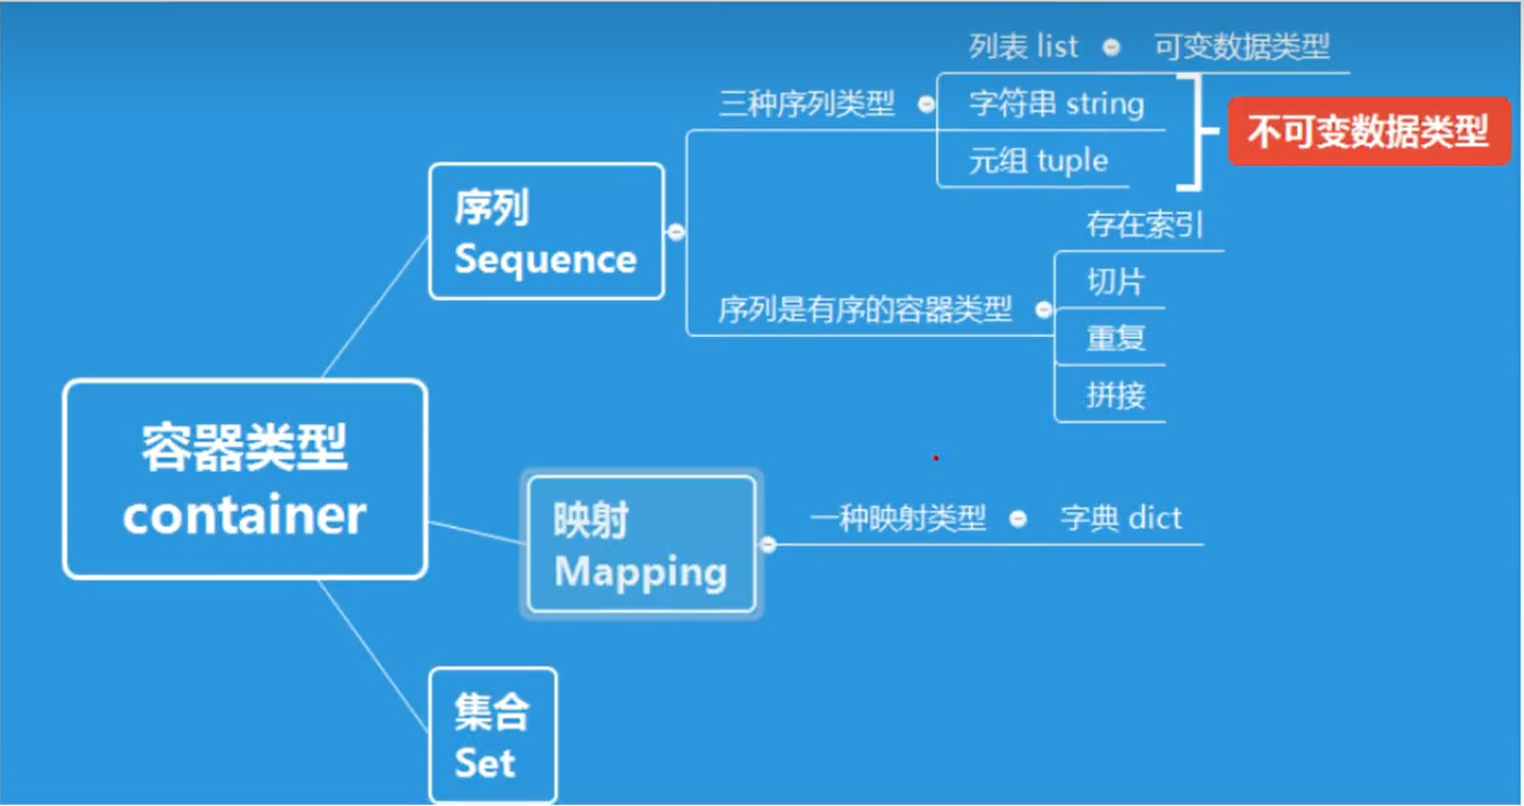 容器类型
container
序列
Sequence
三种序列类型
列表 list
可变数据类型
字符串 string
元组 tuple
不可变数据类型
序列是有序的容器类型
存在索引
切片
重复
拼接
映射
Mapping
一种映射类型
字典 dict
集合
Set